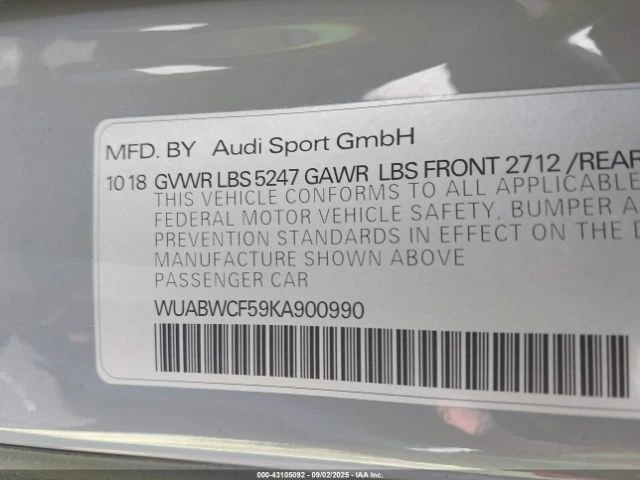 MFD. BY Audi Sport GmbH
10 18 GVWR LBS 5247 GAWR LBS FRONT 2712 /REAR
THIS VEHICLE CONFORMS TO ALL APPLICABLE
FEDERAL MOTOR VEHICLE SAFETY, BUMPER A
PREVENTION STANDARDS IN EFFECT ON THE D
MANUFACTURE SHOWN ABOVE
PASSENGER CAR
WUABWCF59KA900990
000-43105092 - 09/02/2025 - IAAI, Inc.